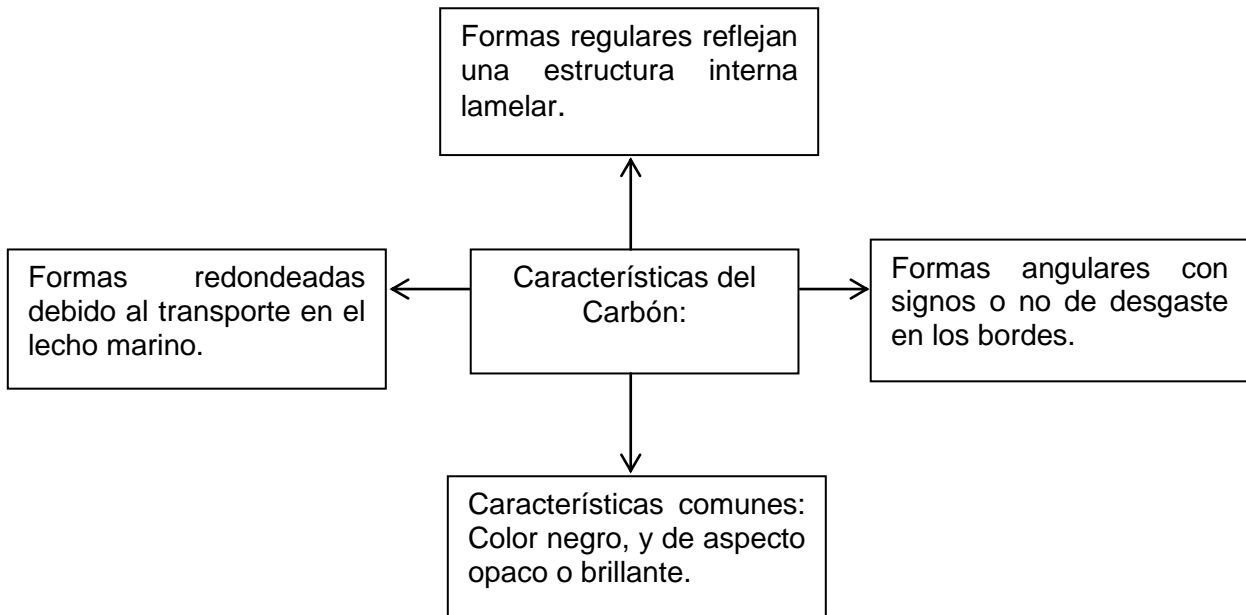 Formas regulares reflejan
una estructura interna
lamelar.
Formas redondeadas
debido al transporte en el
lecho marino.
Características del
Carbón:
Formas angulares con
signos o no de desgaste
en los bordes.
Características comunes:
Color negro, y de aspecto
opaco o brillante.